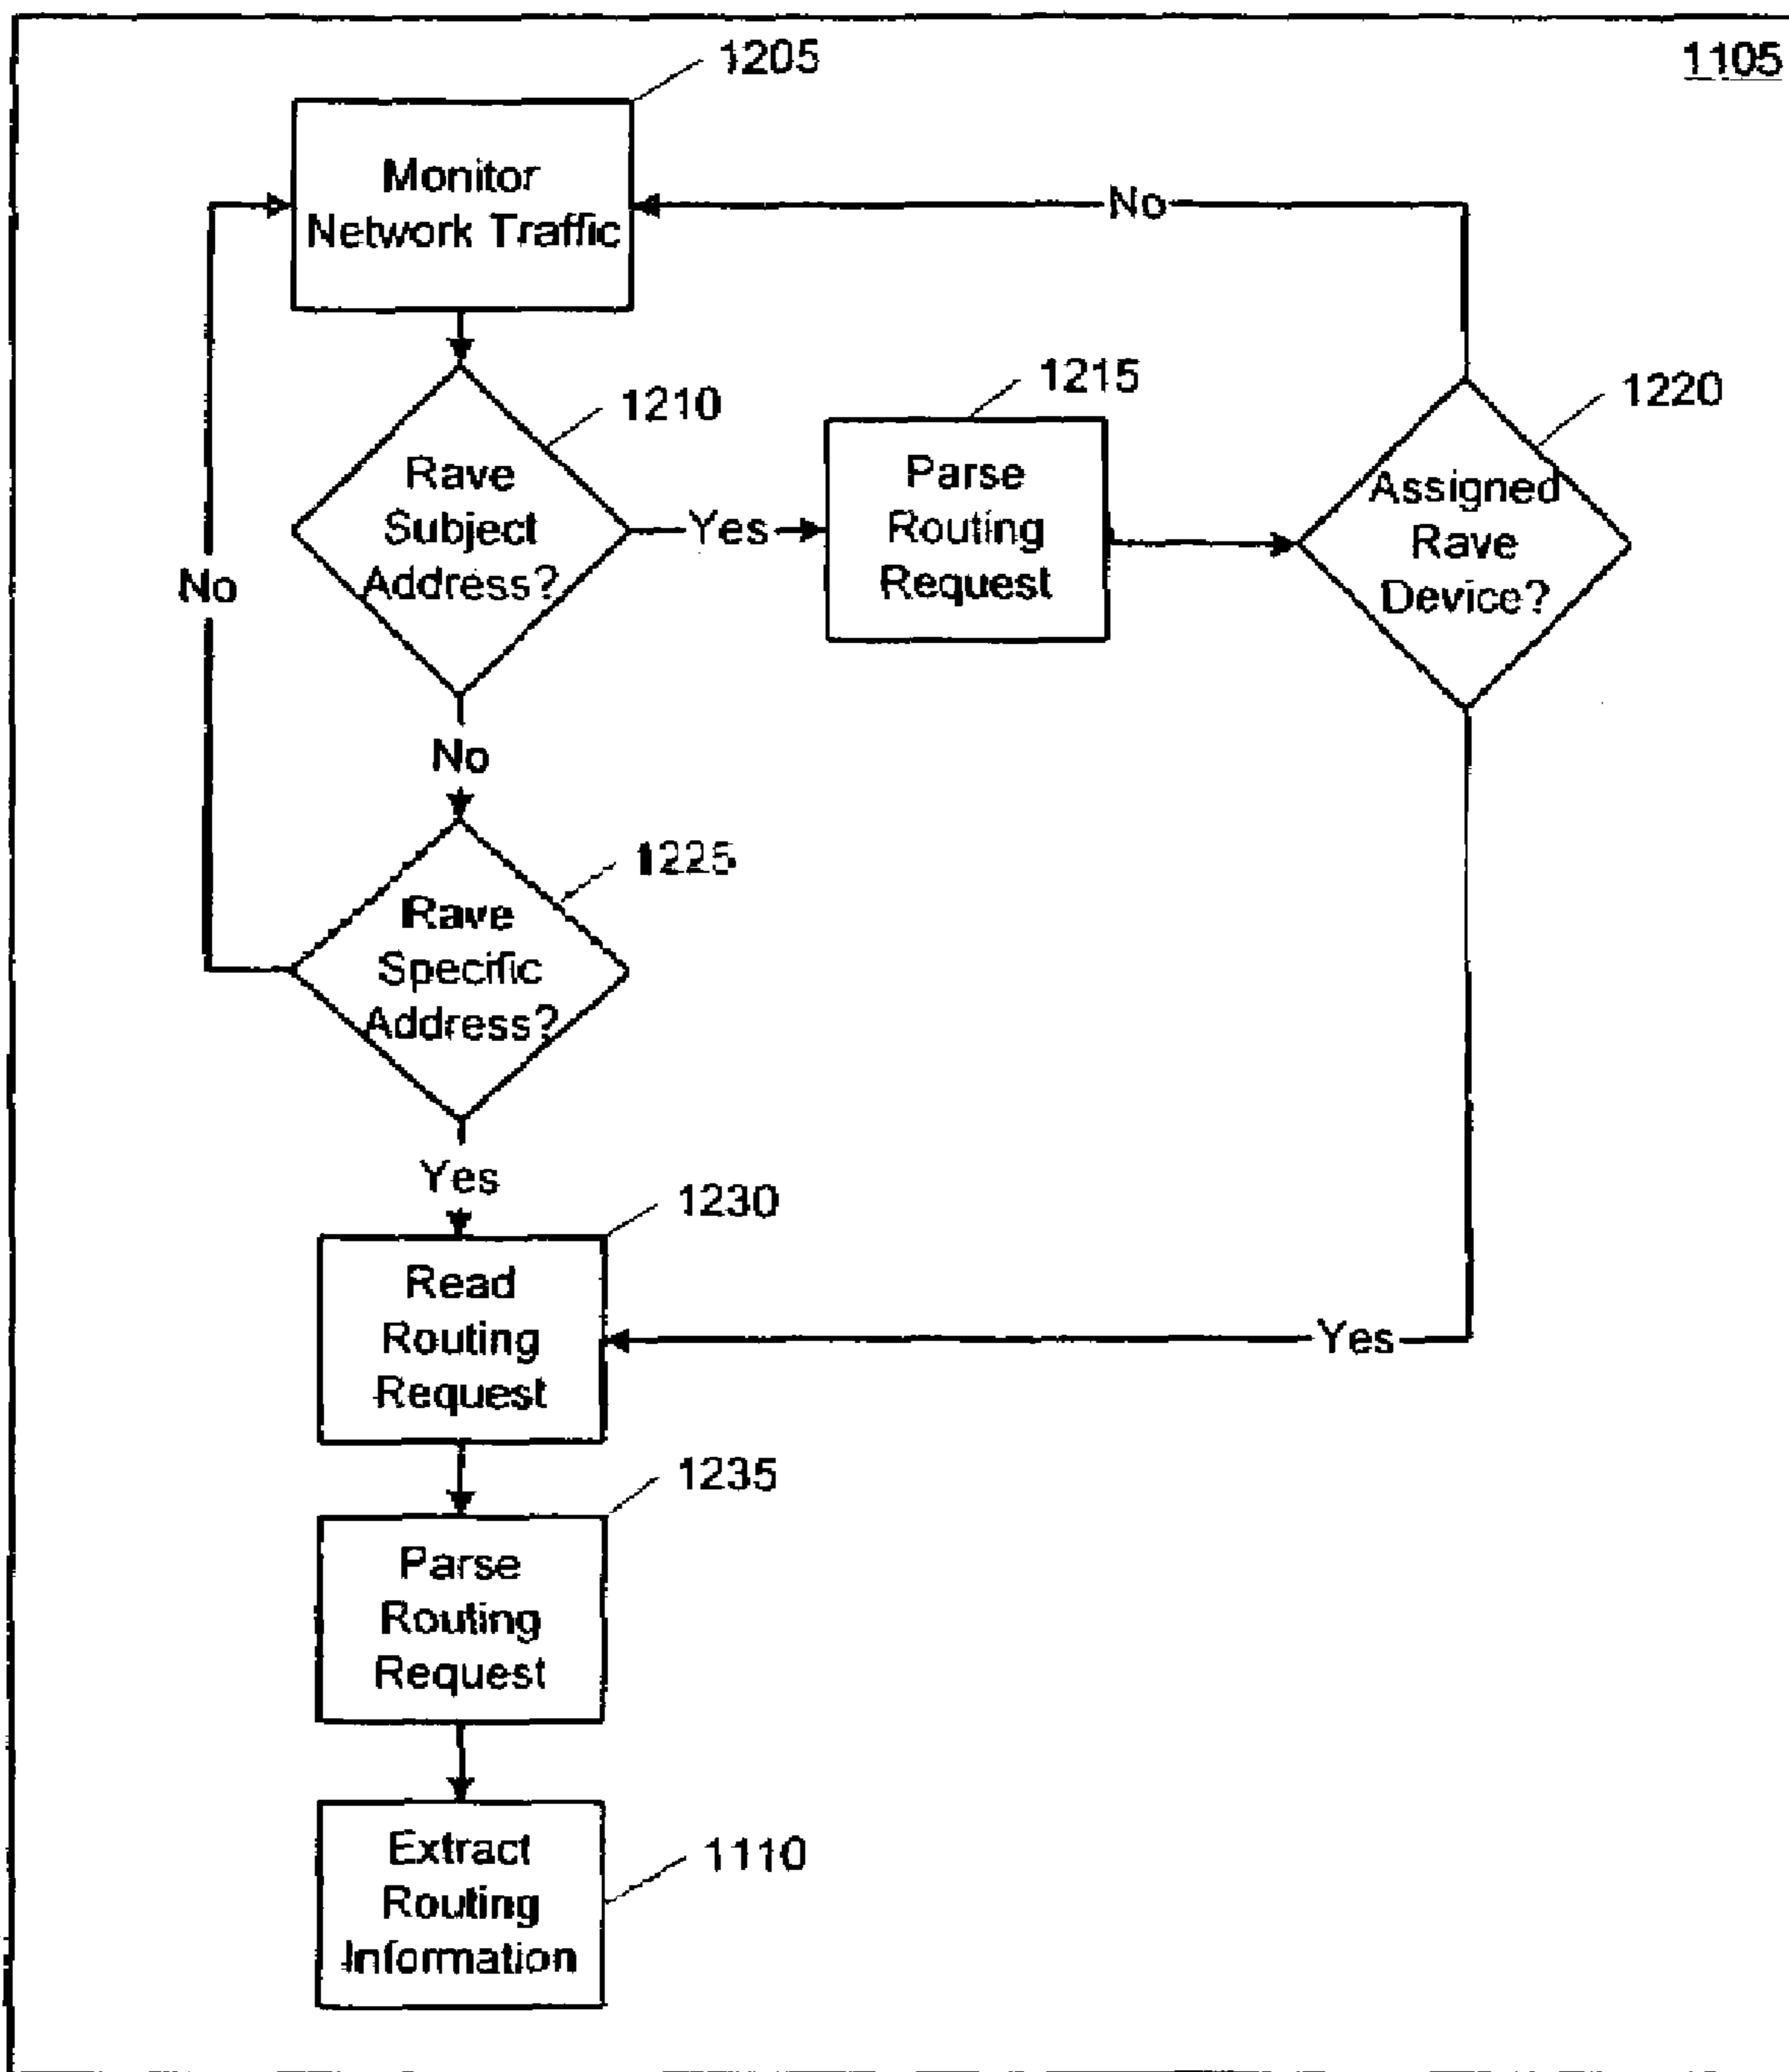 1105
1205
Monitor
Network Traffic
No
1210
Rave
Subject
Address?
Yes
1215
Parse
Routing
Request
1220
Assigned
Rave
Device?
No
No
1225
Rave
Specific
Address?
Yes
1230
Read
Routing
Request
Yes
1235
Parse
Routing
Request
1110
Extract
Routing
Information